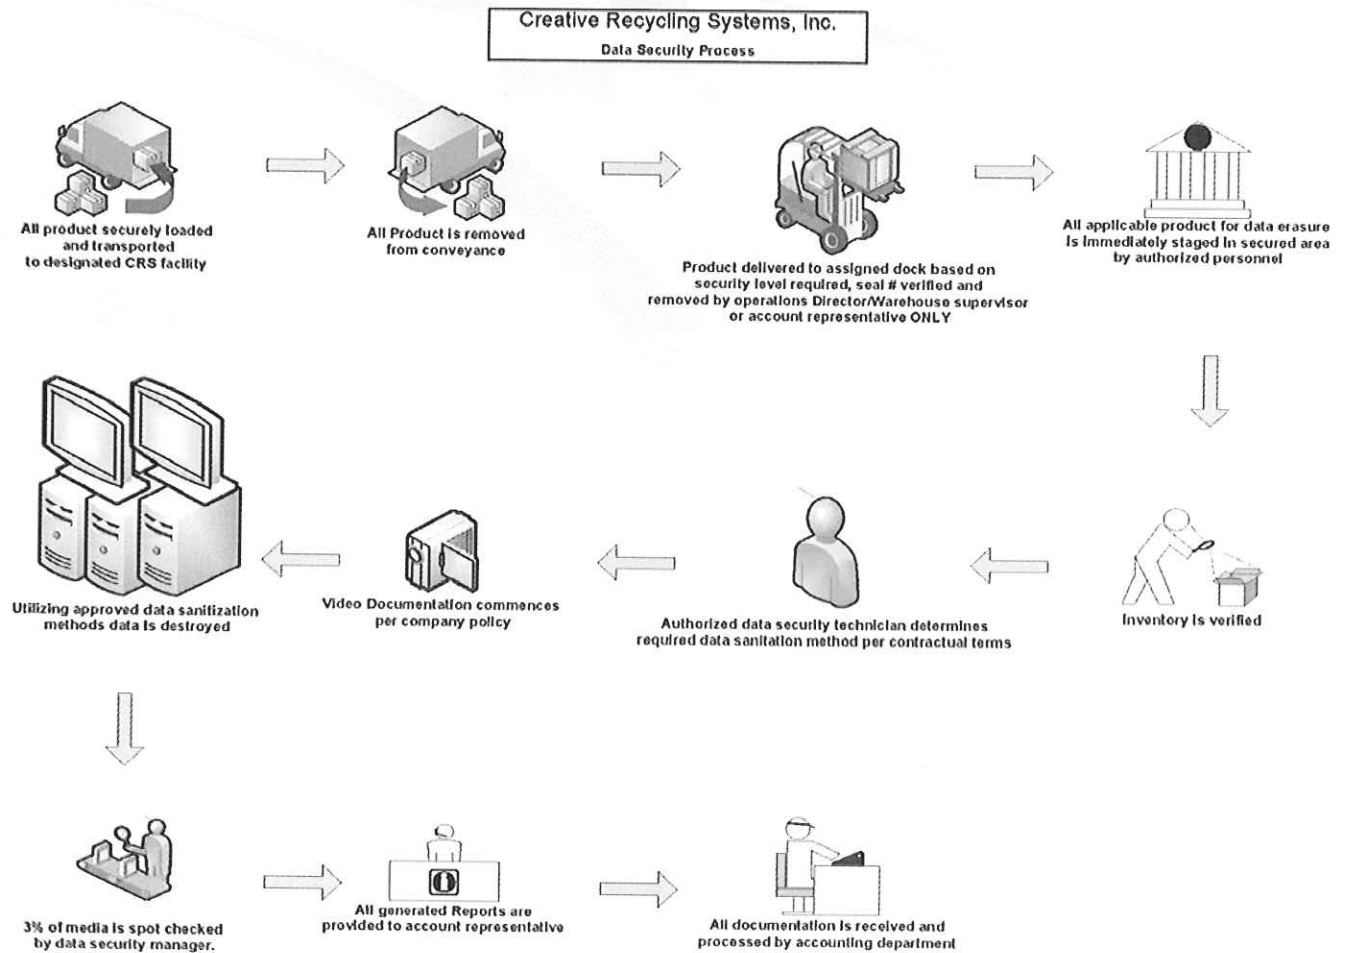 Creative Recycling Systems, Inc.
Data Security Process
All product securely loaded
and transported
to designated CRS facility
All Product is removed
from conveyance
Product delivered to assigned dock based on
security level required, seal # verified and
removed by operations Director/Warehouse supervisor
or account representative ONLY
All applicable product for data erasure
is immediately staged in secured area
by authorized personnel
Inventory is verified
Authorized data security technician determines
required data sanitation method per contractual terms
Video Documentation commences
per company policy
Utilizing approved data sanitization
methods data is destroyed
3% of media is spot checked
by data security manager.
All generated Reports are
provided to account representative
All documentation is received and
processed by accounting department